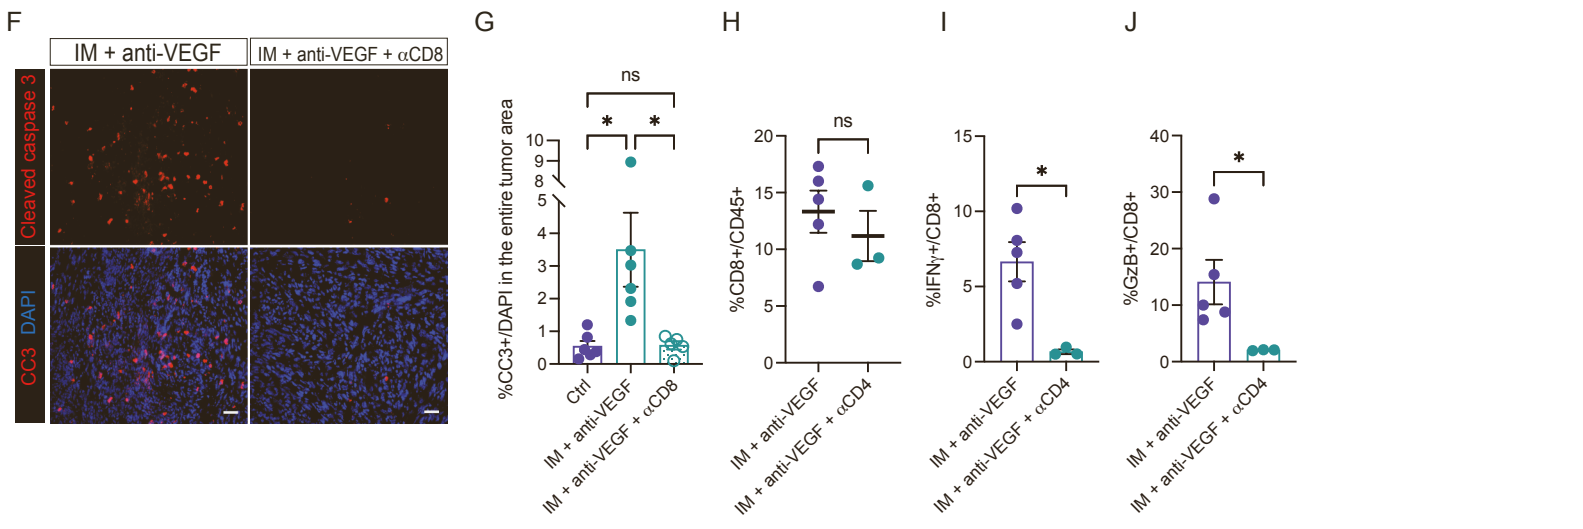 F
IM + anti-VEGF
IM + anti-VEGF + αCD8
Cleaved caspase 3
CC3 DAPI
G
%CC3+/DAPI in the entire tumor area
10
9
8
5
4
3
2
1
0
ns
*
*
Ctrl
IM + anti-VEGF
IM + anti-VEGF + αCD8
H
%CD8+/CD45+
20
15
10
5
0
ns
IM + anti-VEGF
IM + anti-VEGF + αCD4
I
%IFNγ+/CD8+
15
10
5
0
*
IM + anti-VEGF
IM + anti-VEGF + αCD4
J
%GzB+/CD8+
40
30
20
10
0
*
IM + anti-VEGF
IM + anti-VEGF + αCD4